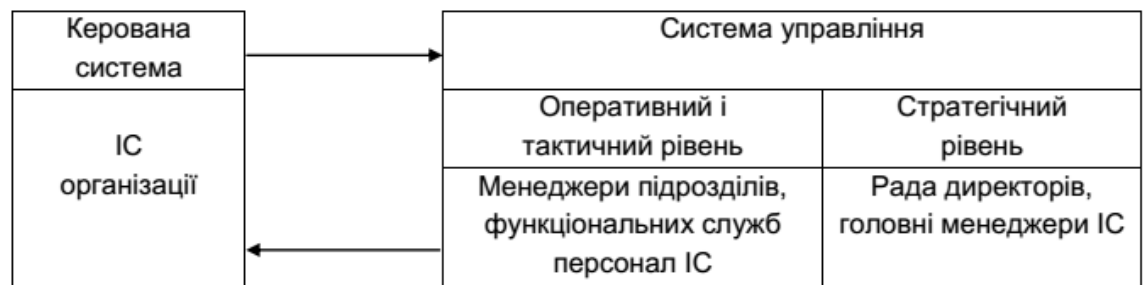 Керована
система
Система управління
ІС
організації
Оперативний і
тактичний рівень
Стратегічний
рівень
Менеджери підрозділів,
функціональних служб
персонал ІС
Рада директорів,
головні менеджери ІС